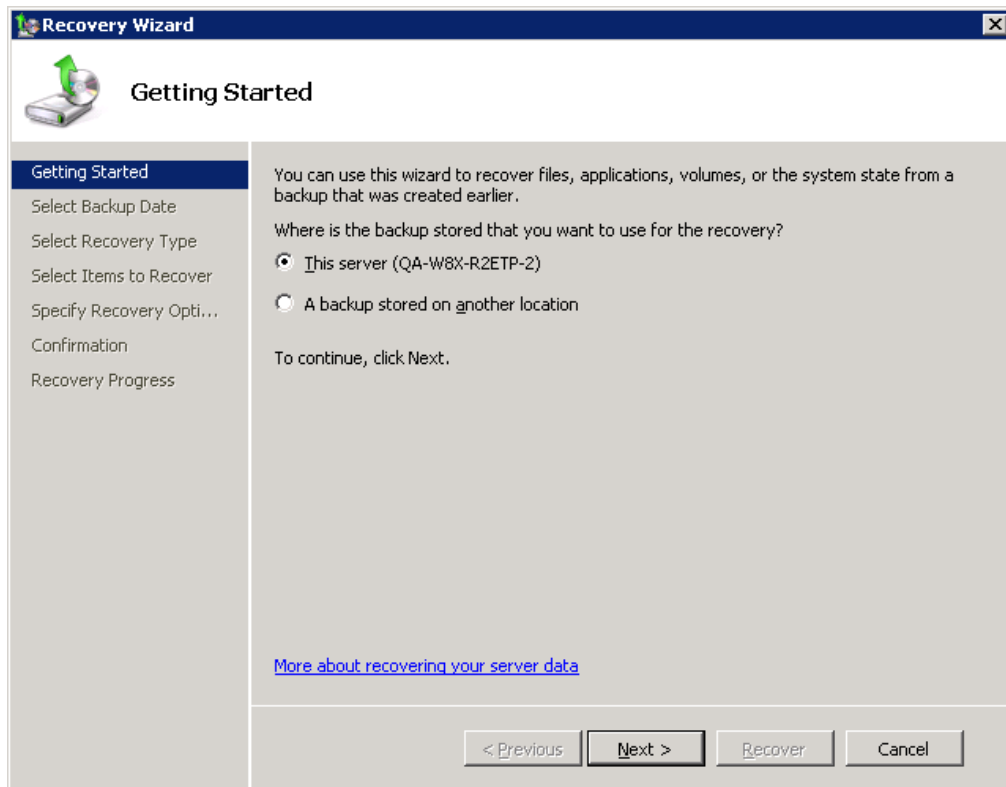 Recovery Wizard
Getting Started
Getting Started
Select Backup Date
Select Recovery Type
Select Items to Recover
Specify Recovery Opti...
Confirmation
Recovery Progress
You can use this wizard to recover files, applications, volumes, or the system state from a
backup that was created earlier.
Where is the backup stored that you want to use for the recovery?
This server (QA-W8X-R2ETP-2)
A backup stored on another location
To continue, click Next.
More about recovering your server data
< Previous
Next >
Recover
Cancel